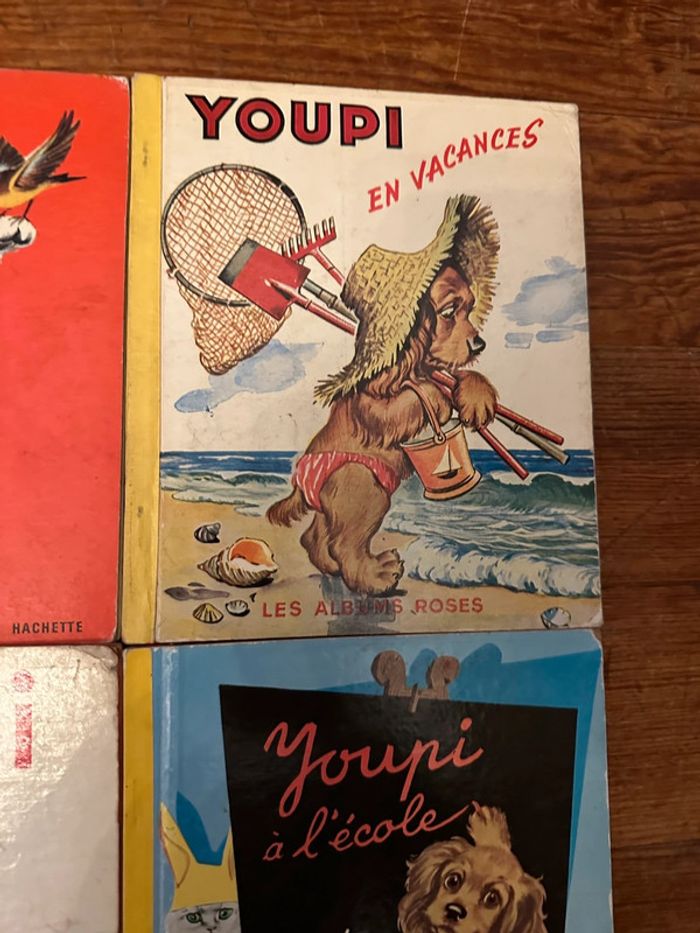 YOUPI
EN VACANCES
LES ALBUMS ROSES
HACHETTE
Youpi
à l'école